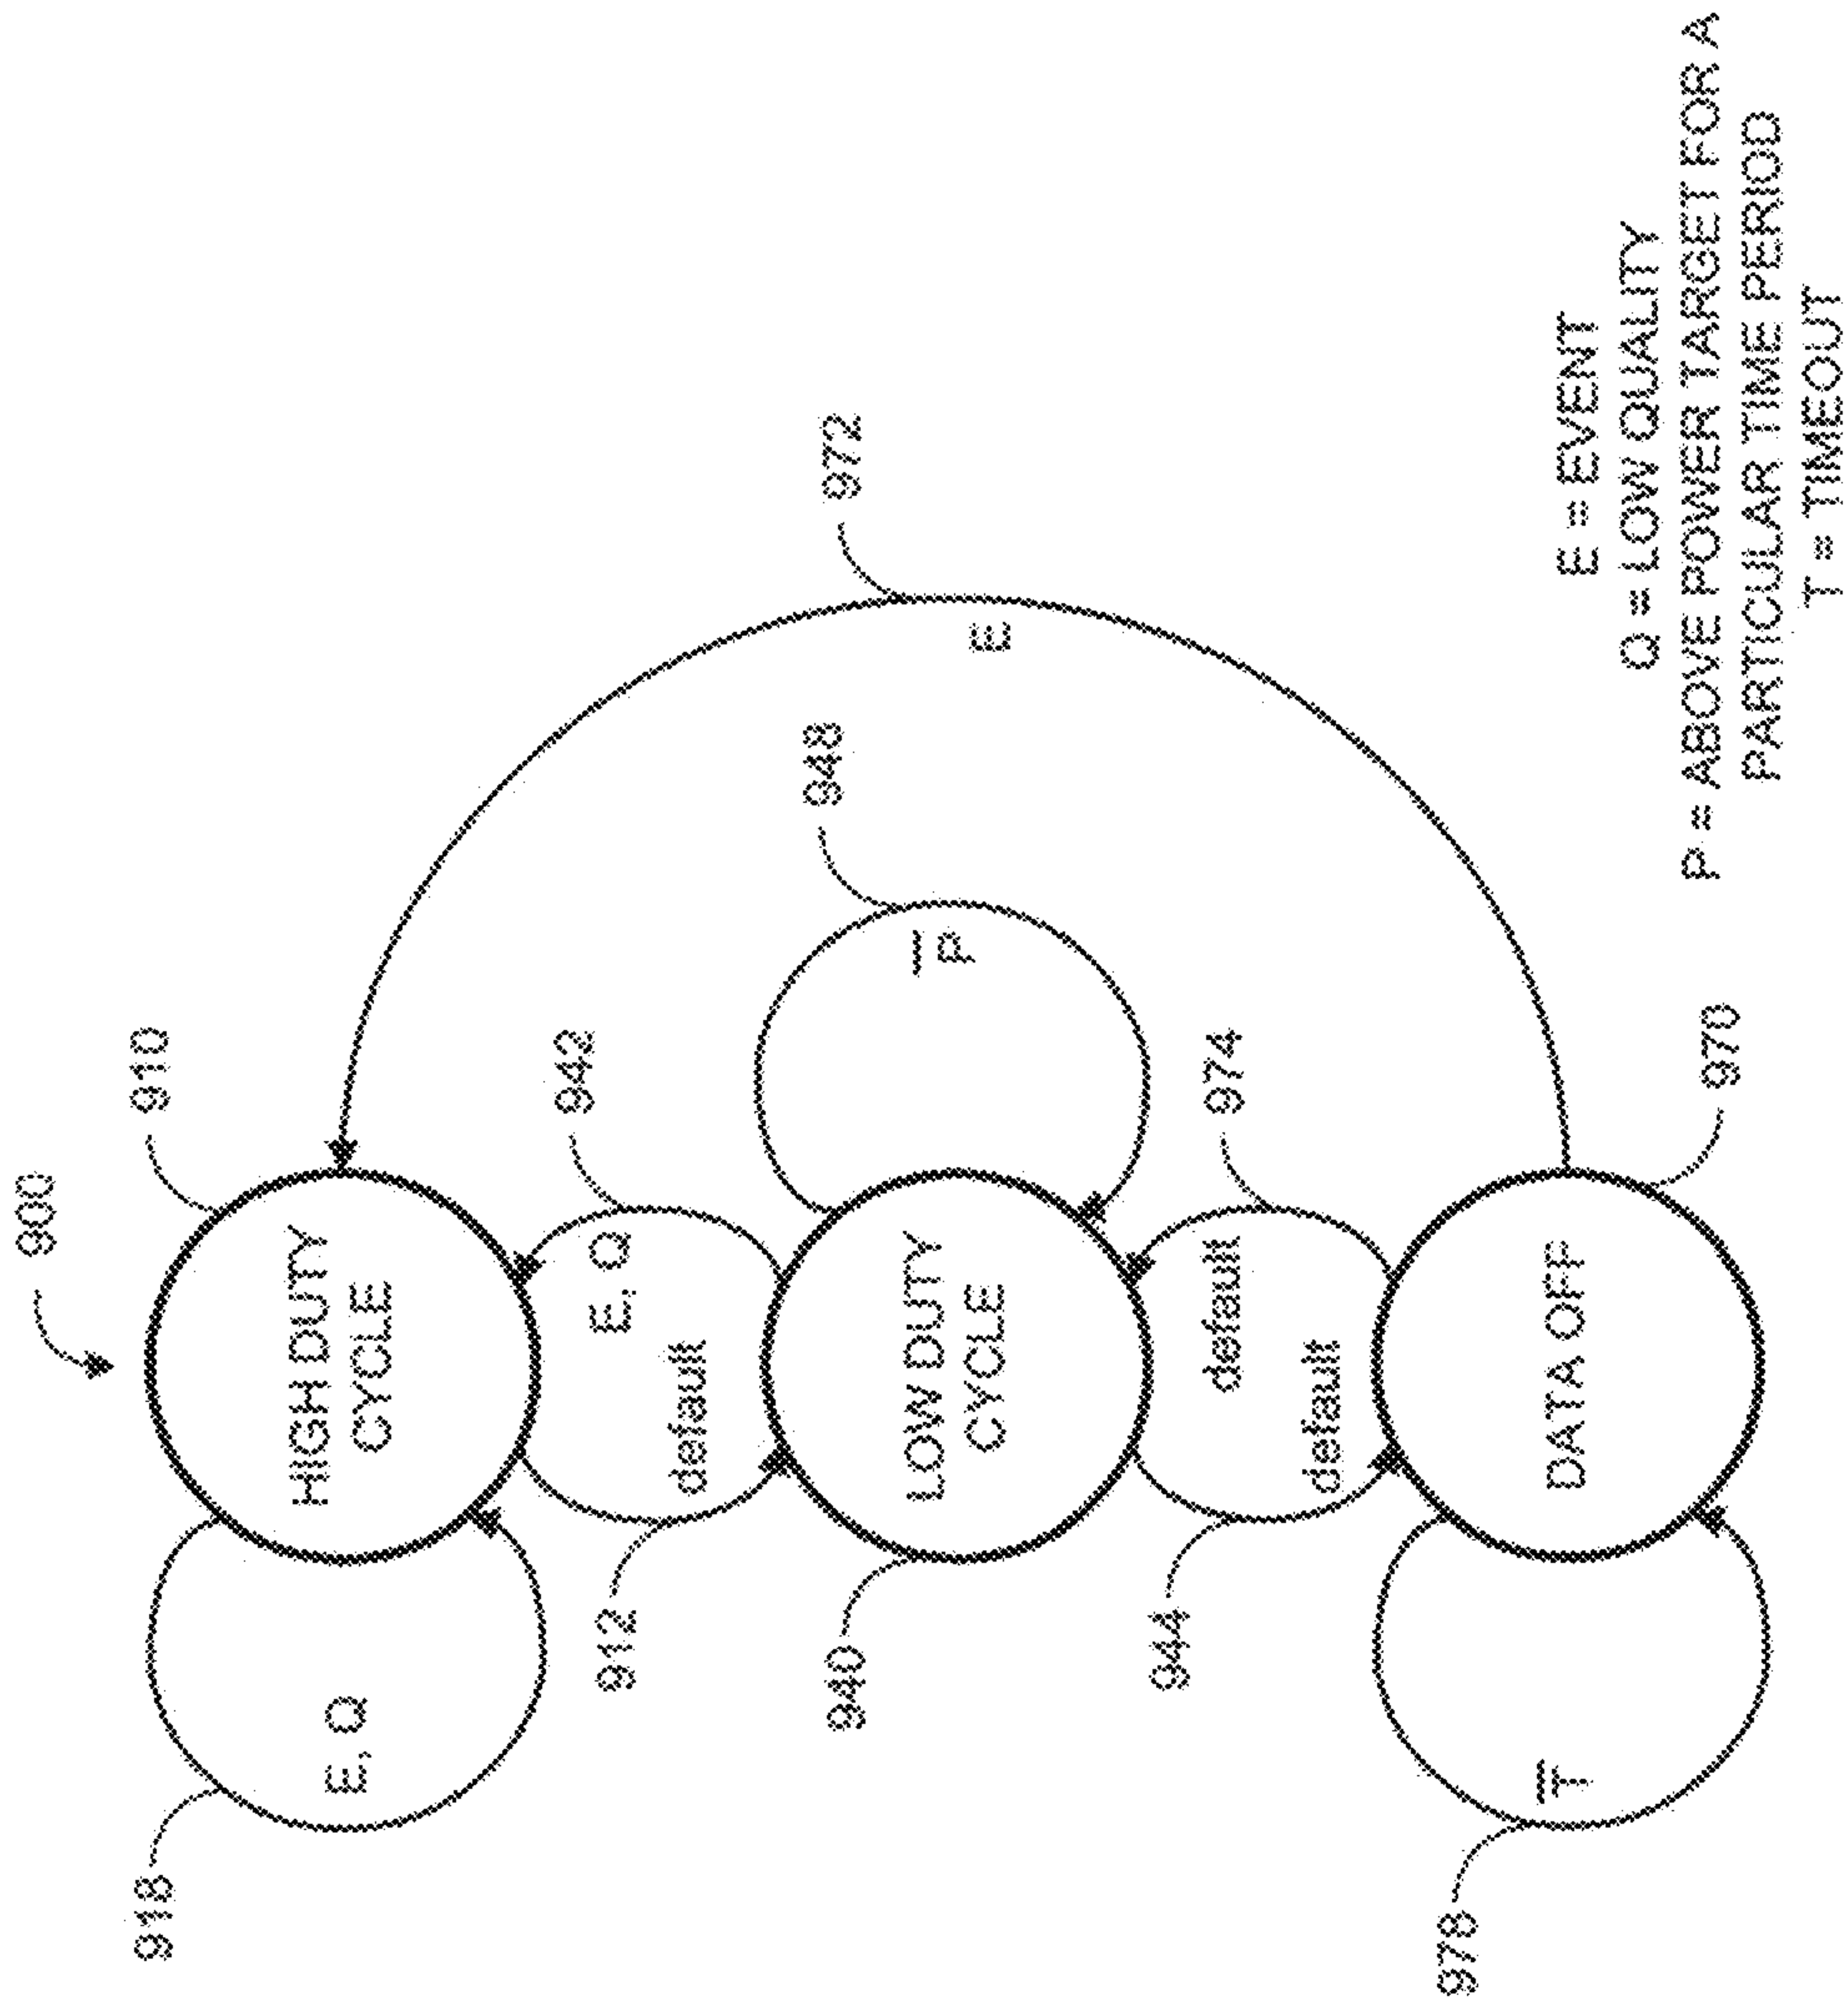 900
918
E, Q
HIGH DUTY
CYCLE
910
912
default
E, Q
942
940
LOW DUTY
CYCLE
P̅
948
E
972
944
default
default
974
978
T̅
DATA OFF
970
E = EVENT
Q = LOW QUALITY
P = ABOVE POWER TARGET FOR A
PARTICULAR TIME PERIOD
T = TIMEOUT